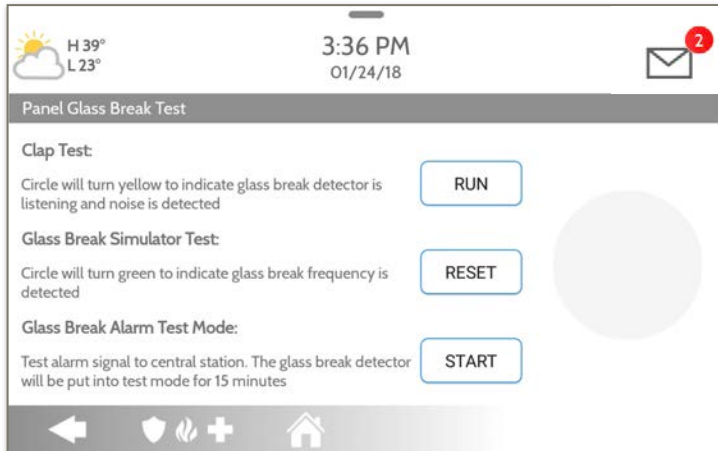 H 39°
L 23°
3:36 PM
01/24/18
2
Panel Glass Break Test
Clap Test:
Circle will turn yellow to indicate glass break detector is
listening and noise is detected
RUN
Glass Break Simulator Test:
Circle will turn green to indicate glass break frequency is
detected
RESET
Glass Break Alarm Test Mode:
Test alarm signal to central station. The glass break detector
will be put into test mode for 15 minutes
START